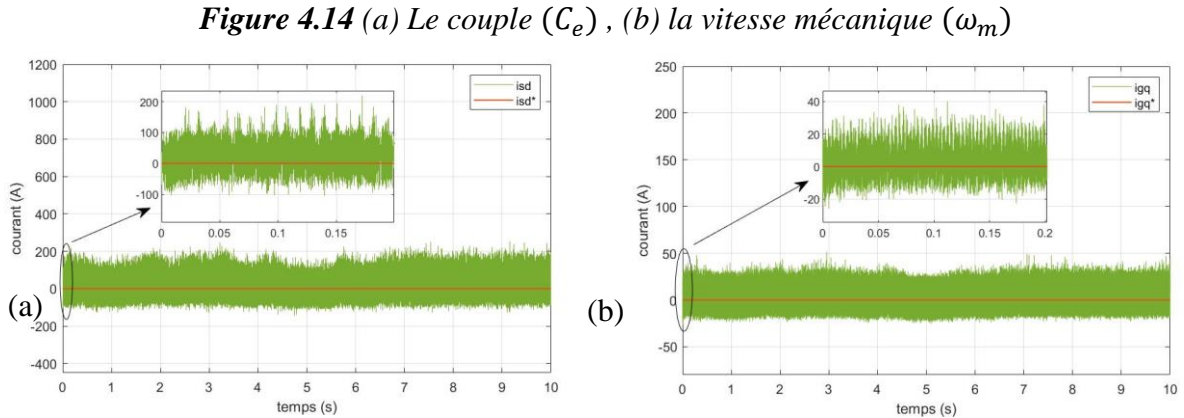 Figure 4.14 (a) Le couple (Cₑ) , (b) la vitesse mécanique (ωₘ)
1200
1000
800
600
400
200
0
-200
-400
courant (A)
0 1 2 3 4 5 6 7 8 9 10
temps (s)
isd
isd*
200
100
0
-100
0 0.05 0.1 0.15
(a)
250
200
150
100
50
0
-50
courant (A)
0 1 2 3 4 5 6 7 8 9 10
temps (s)
igq
igq*
40
20
0
-20
0 0.05 0.1 0.15 0.2
(b)